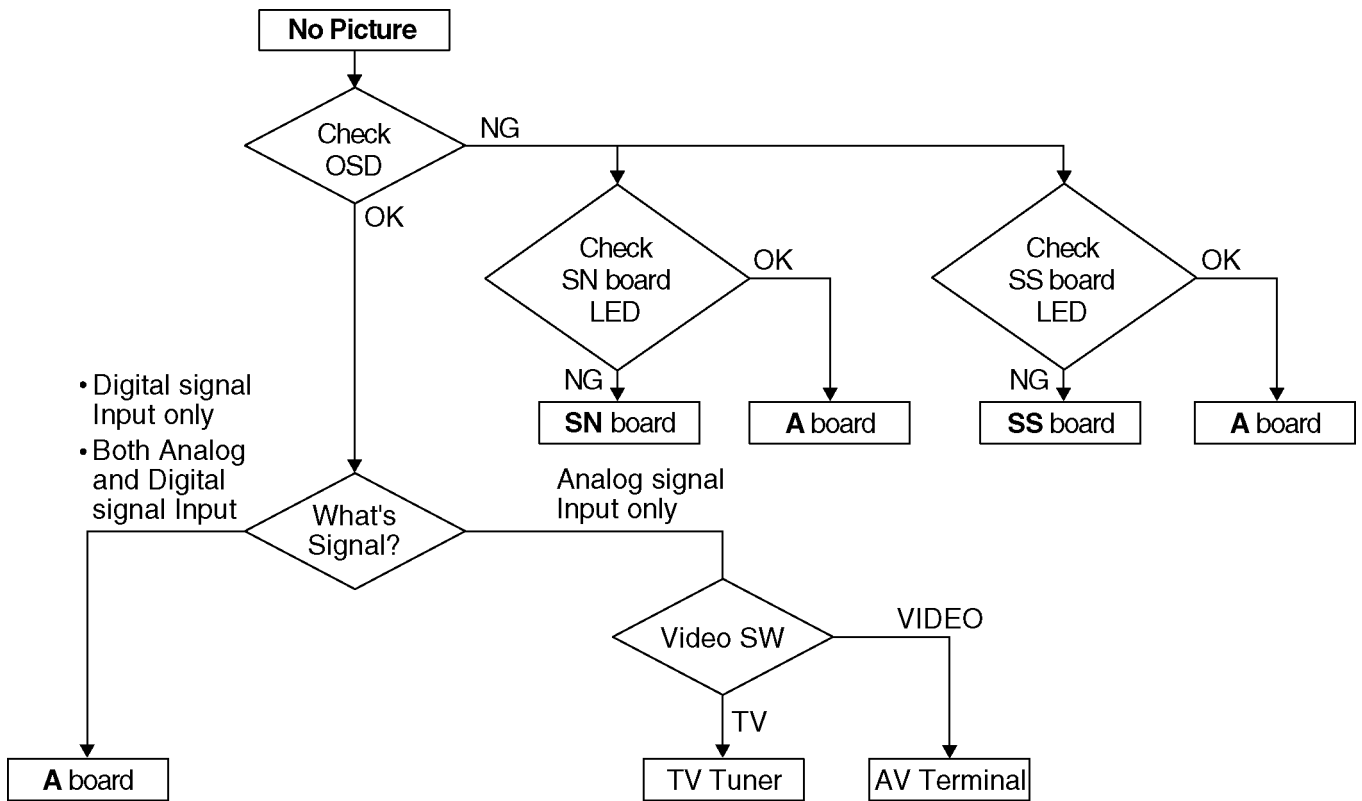 No Picture
Check
OSD
NG
OK
Check
SN board
LED
OK
NG
SN board
A board
Check
SS board
LED
OK
NG
SS board
A board
• Digital signal
Input only
• Both Analog
and Digital
signal Input
What's
Signal?
Analog signal
Input only
Video SW
VIDEO
TV
A board
TV Tuner
AV Terminal